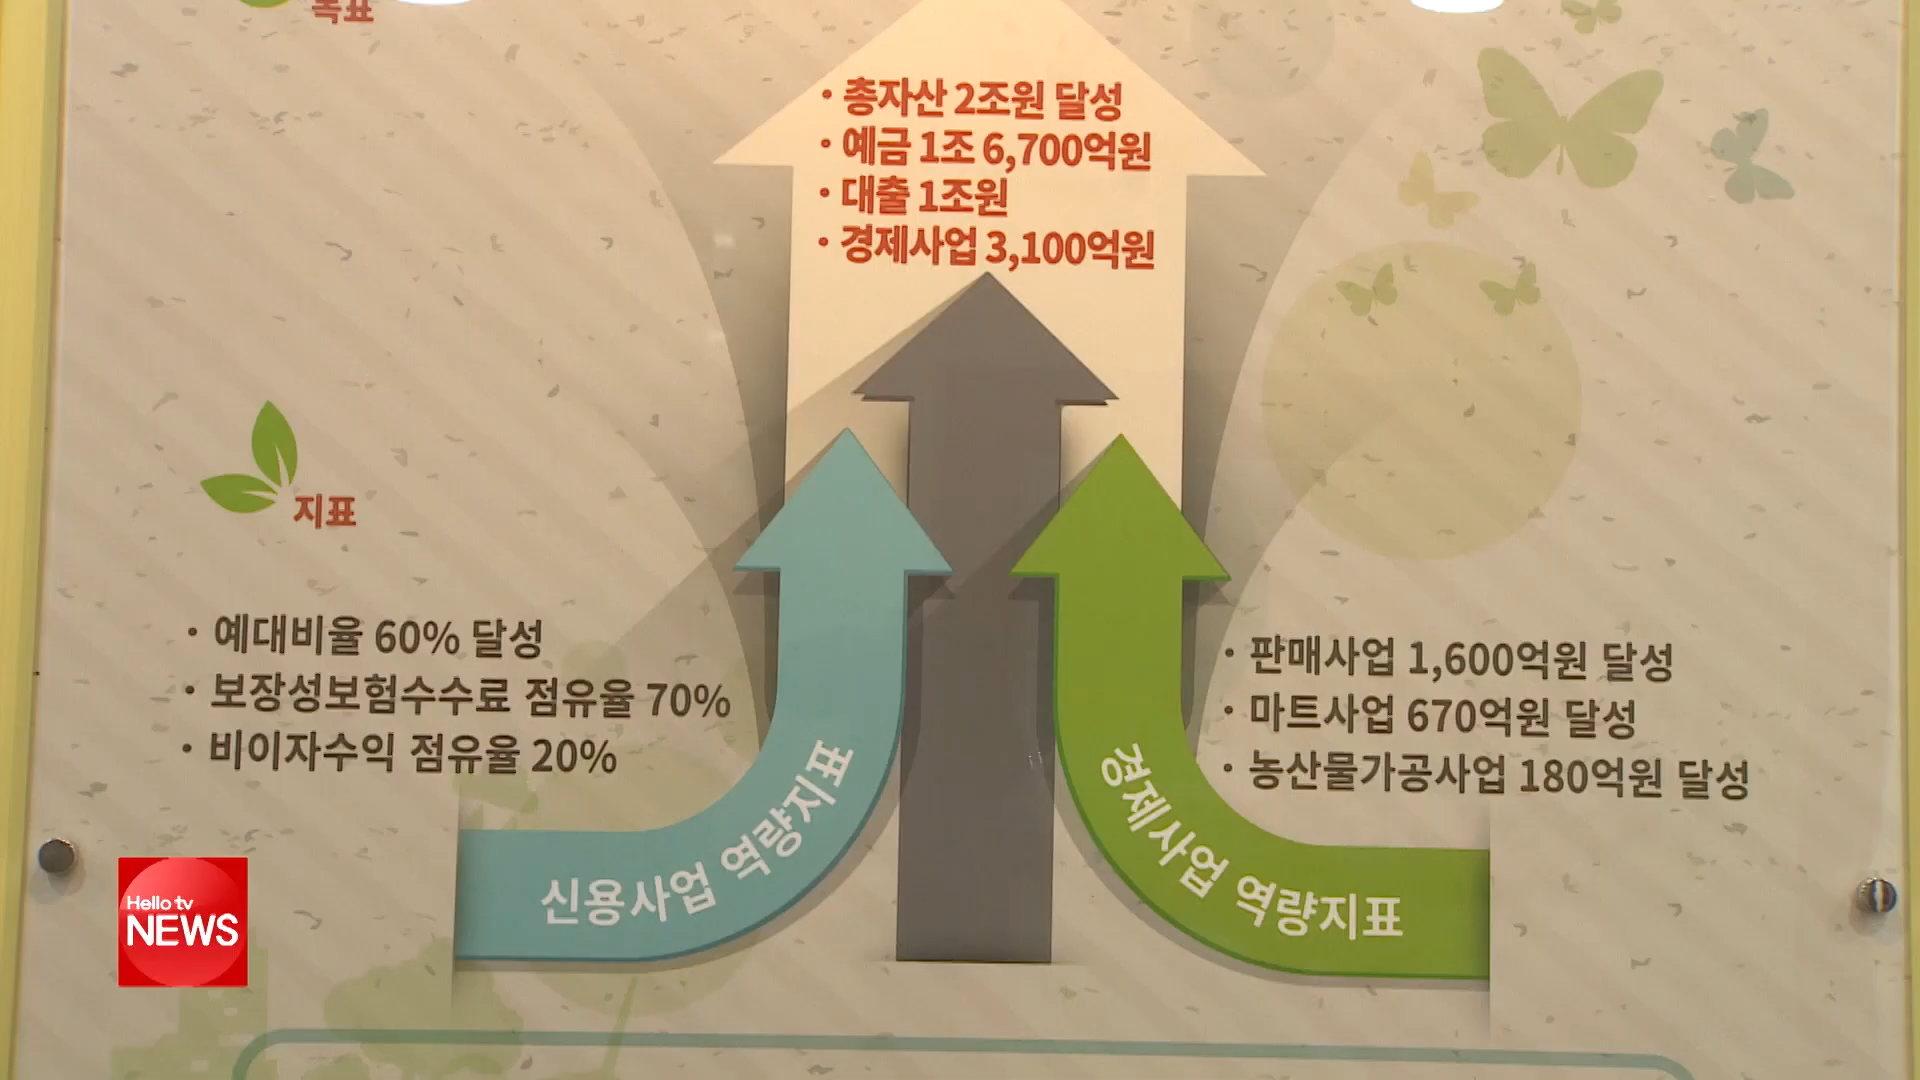 목표
• 총자산 2조원 달성
• 예금 1조 6,700억원
• 대출 1조원
• 경제사업 3,100억원
지표
• 예대비율 60% 달성
• 보장성보험수수료 점유율 70%
• 비이자수익 점유율 20%
• 판매사업 1,600억원 달성
• 마트사업 670억원 달성
• 농산물가공사업 180억원 달성
신용사업 역량지표
경제사업 역량지표
Hello tv
NEWS